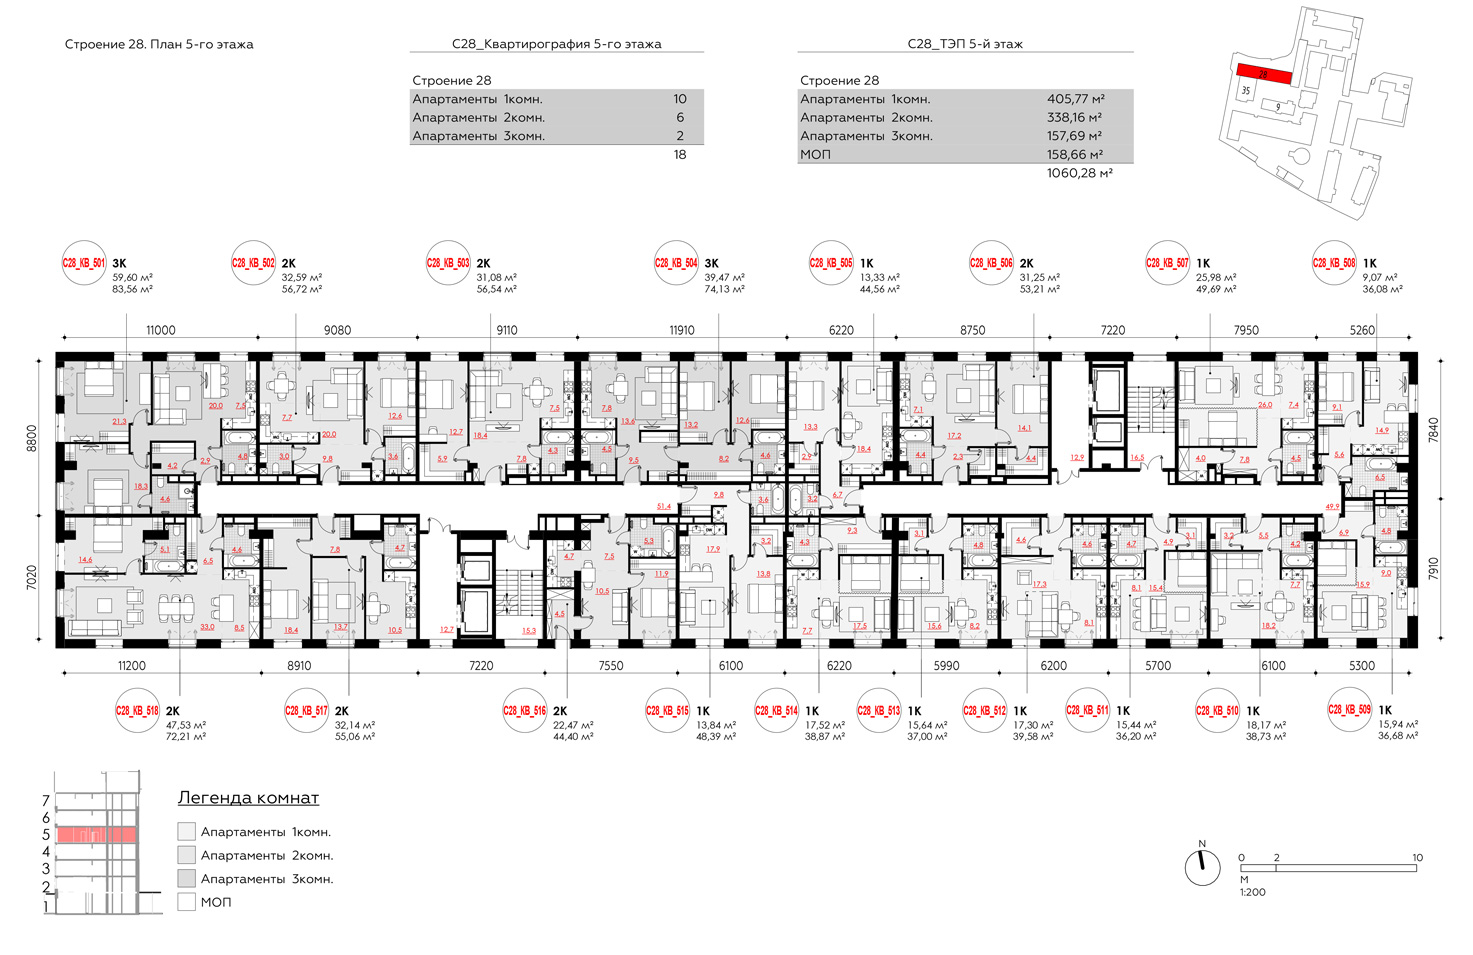 Строение 28. План 5-го этажа
С28_Квартирография 5-го этажа
Строение 28
Апартаменты 1комн. 10
Апартаменты 2комн. 6
Апартаменты 3комн. 2
18
С28_ТЭП 5-й этаж
Строение 28
Апартаменты 1комн. 405,77 м²
Апартаменты 2комн. 338,16 м²
Апартаменты 3комн. 157,69 м²
МОП 158,66 м²
1060,28 м²
28
35
9
С28_КВ_501 3К
59,60 м²
83,56 м²
С28_КВ_502 2К
32,59 м²
56,72 м²
С28_КВ_503 2К
31,08 м²
56,54 м²
С28_КВ_504 3К
39,47 м²
74,13 м²
С28_КВ_505 1К
13,33 м²
44,56 м²
С28_КВ_506 2К
31,25 м²
53,21 м²
С28_КВ_507 1К
25,98 м²
49,69 м²
С28_КВ_508 1К
9,07 м²
36,08 м²
11000 9080 9110 11910 6220 8750 7220 7950 5260
8800
7020
7840
7910
21.3 20.0 7.5 4.2 2.9 4.8 18.3 4.6
7.7 20.0 12.6 3.0 9.8 3.6
12.7 18.4 7.5 5.9 7.8 4.3
7.8 13.6 13.2 12.6 4.5 9.5 8.2 4.6
13.3 18.4 2.9 6.7 3.2
7.1 17.2 14.1 4.4 2.3 4.4
12.9 16.5
26.0 7.4 4.0 7.8 4.5
9.1 14.9 5.6 6.5
51.4 9.8 3.6 49.9
14.6 5.1 6.5 4.6 33.0 8.5
7.8 4.7 18.4 13.7 10.5
12.7 15.3
4.7 7.5 5.3 11.9 10.5 4.5
17.9 3.2 13.8
4.3 9.3 7.7 17.5
3.1 4.8 15.6 8.2
4.6 4.6 17.3 8.1
4.7 4.9 3.1 8.1 15.4
3.2 5.5 4.2 7.7 18.2
6.9 4.8 9.0 15.9
11200 8910 7220 7550 6100 6220 5990 6200 5700 6100 5300
С28_КВ_518 2К
47,53 м²
72,21 м²
С28_КВ_517 2К
32,14 м²
55,06 м²
С28_КВ_516 2К
22,47 м²
44,40 м²
С28_КВ_515 1К
13,84 м²
48,39 м²
С28_КВ_514 1К
17,52 м²
38,87 м²
С28_КВ_513 1К
15,64 м²
37,00 м²
С28_КВ_512 1К
17,30 м²
39,58 м²
С28_КВ_511 1К
15,44 м²
36,20 м²
С28_КВ_510 1К
18,17 м²
38,73 м²
С28_КВ_509 1К
15,94 м²
36,68 м²
7
6
5
4
3
2
1
Легенда комнат
Апартаменты 1комн.
Апартаменты 2комн.
Апартаменты 3комн.
МОП
N
0 2 10
М
1:200